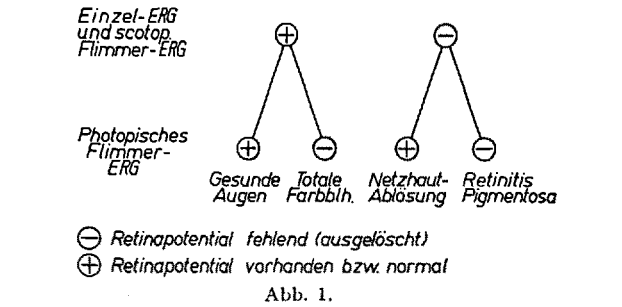 Einzel-ERG
und scotop.
Flimmer-ERG
Photopisches
Flimmer-
ERG
Gesunde Augen
Totale Farbblh.
Netzhaut-Ablösung
Retinitis Pigmentosa
⊖ Retinapotential fehlend (ausgelöscht)
⊕ Retinapotential vorhanden bzw. normal
Abb. 1.